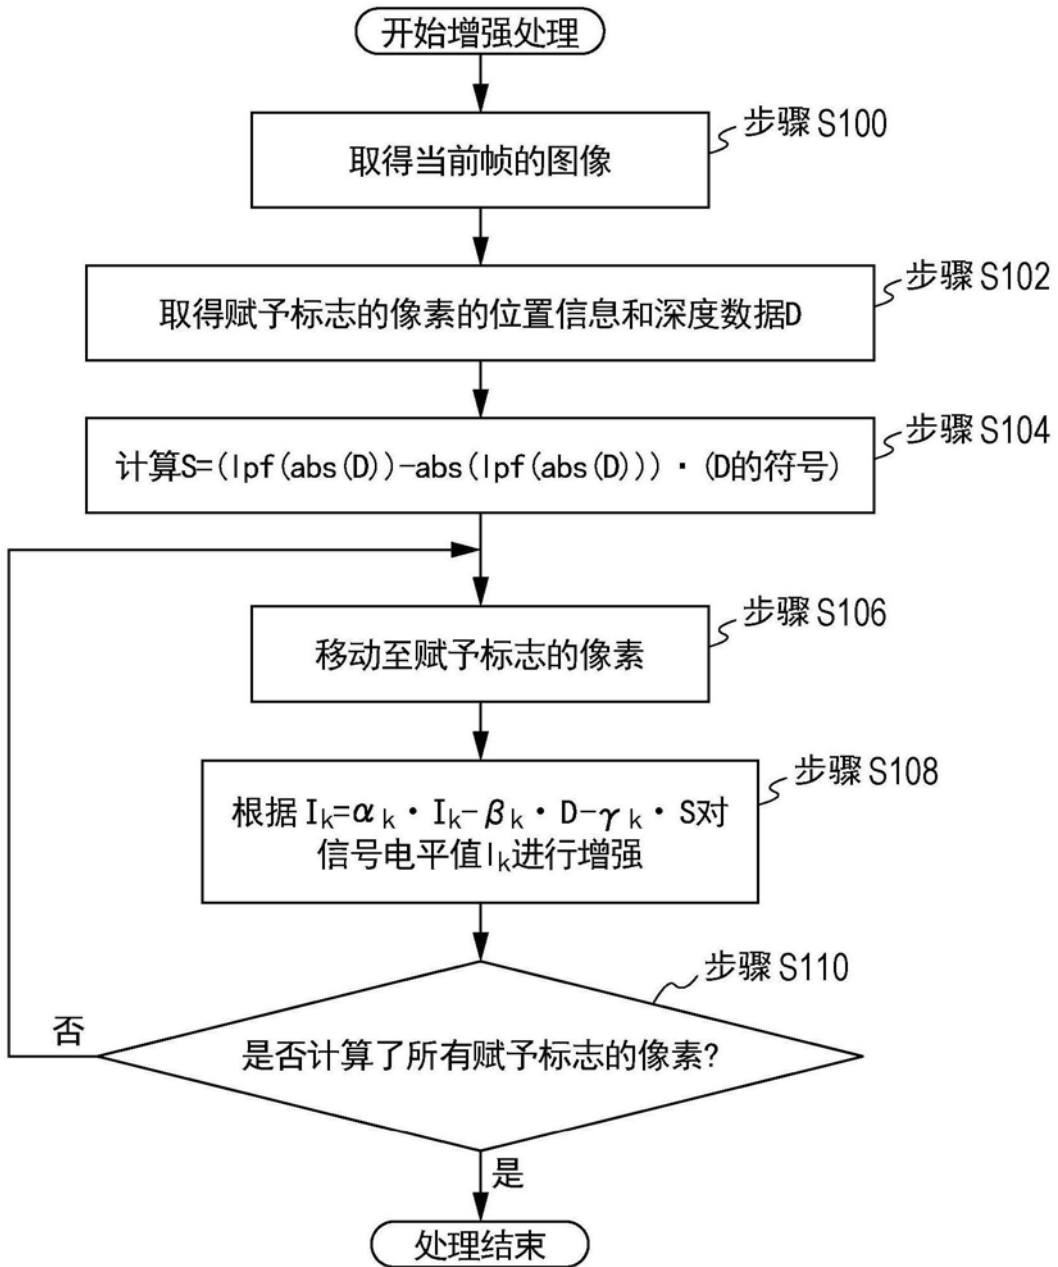 开始增强处理
步骤 S100
取得当前帧的图像
步骤 S102
取得赋予标志的像素的位置信息和深度数据D
步骤 S104
计算S=(lpf(abs(D))-abs(lpf(abs(D)))·(D的符号)
步骤 S106
移动至赋予标志的像素
步骤 S108
根据 Iₖ=αₖ·Iₖ-βₖ·D-γₖ·S对
信号电平值Iₖ进行增强
步骤 S110
否
是否计算了所有赋予标志的像素?
是
处理结束